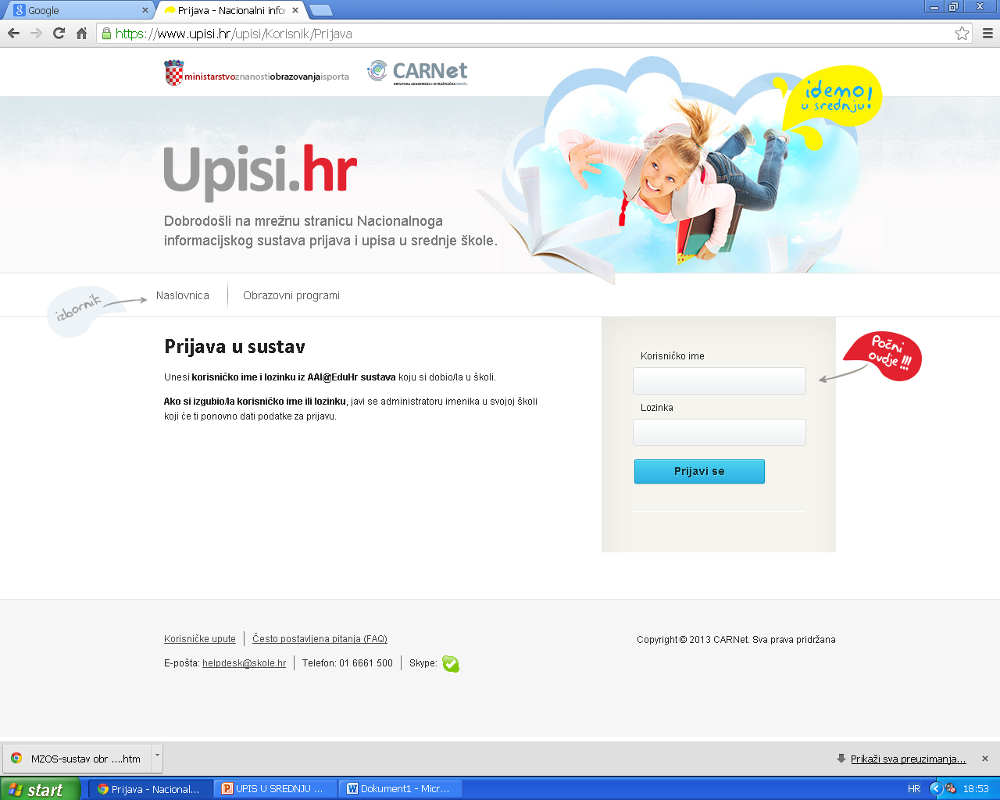 Google
Prijava - Nacionalni infor
https://www.upisi.hr/upisi/Korisnik/Prijava
ministarstvoznanostiobrazovanjaisporta
CARNet
HRVATSKA AKADEMSKA I ISTRAŽIVAČKA MREŽA
idemo!
u srednju!
Upisi.hr
Dobrodošli na mrežnu stranicu Nacionalnoga
informacijskog sustava prijava i upisa u srednje škole.
izbornik
Naslovnica
Obrazovni programi
Prijava u sustav
Unesi korisničko ime i lozinku iz AAI@EduHr sustava koju si dobio/la u školi.
Ako si izgubio/la korisničko ime ili lozinku, javi se administratoru imenika u svojoj školi
koji će ti ponovno dati podatke za prijavu.
Korisničko ime
Lozinka
Prijavi se
Počni
ovdje!!!
Korisničke upute
Često postavljena pitanja (FAQ)
Copyright © 2013 CARNet. Sva prava pridržana
E-pošta: helpdesk@skole.hr
Telefon: 01 6661 500
Skype:
MZOS-sustav obr ....htm
Prikaži sva preuzimanja...
start
Prijava - Nacional...
UPIS U SREDNJU ...
Dokument1 - Micr...
HR
18:53